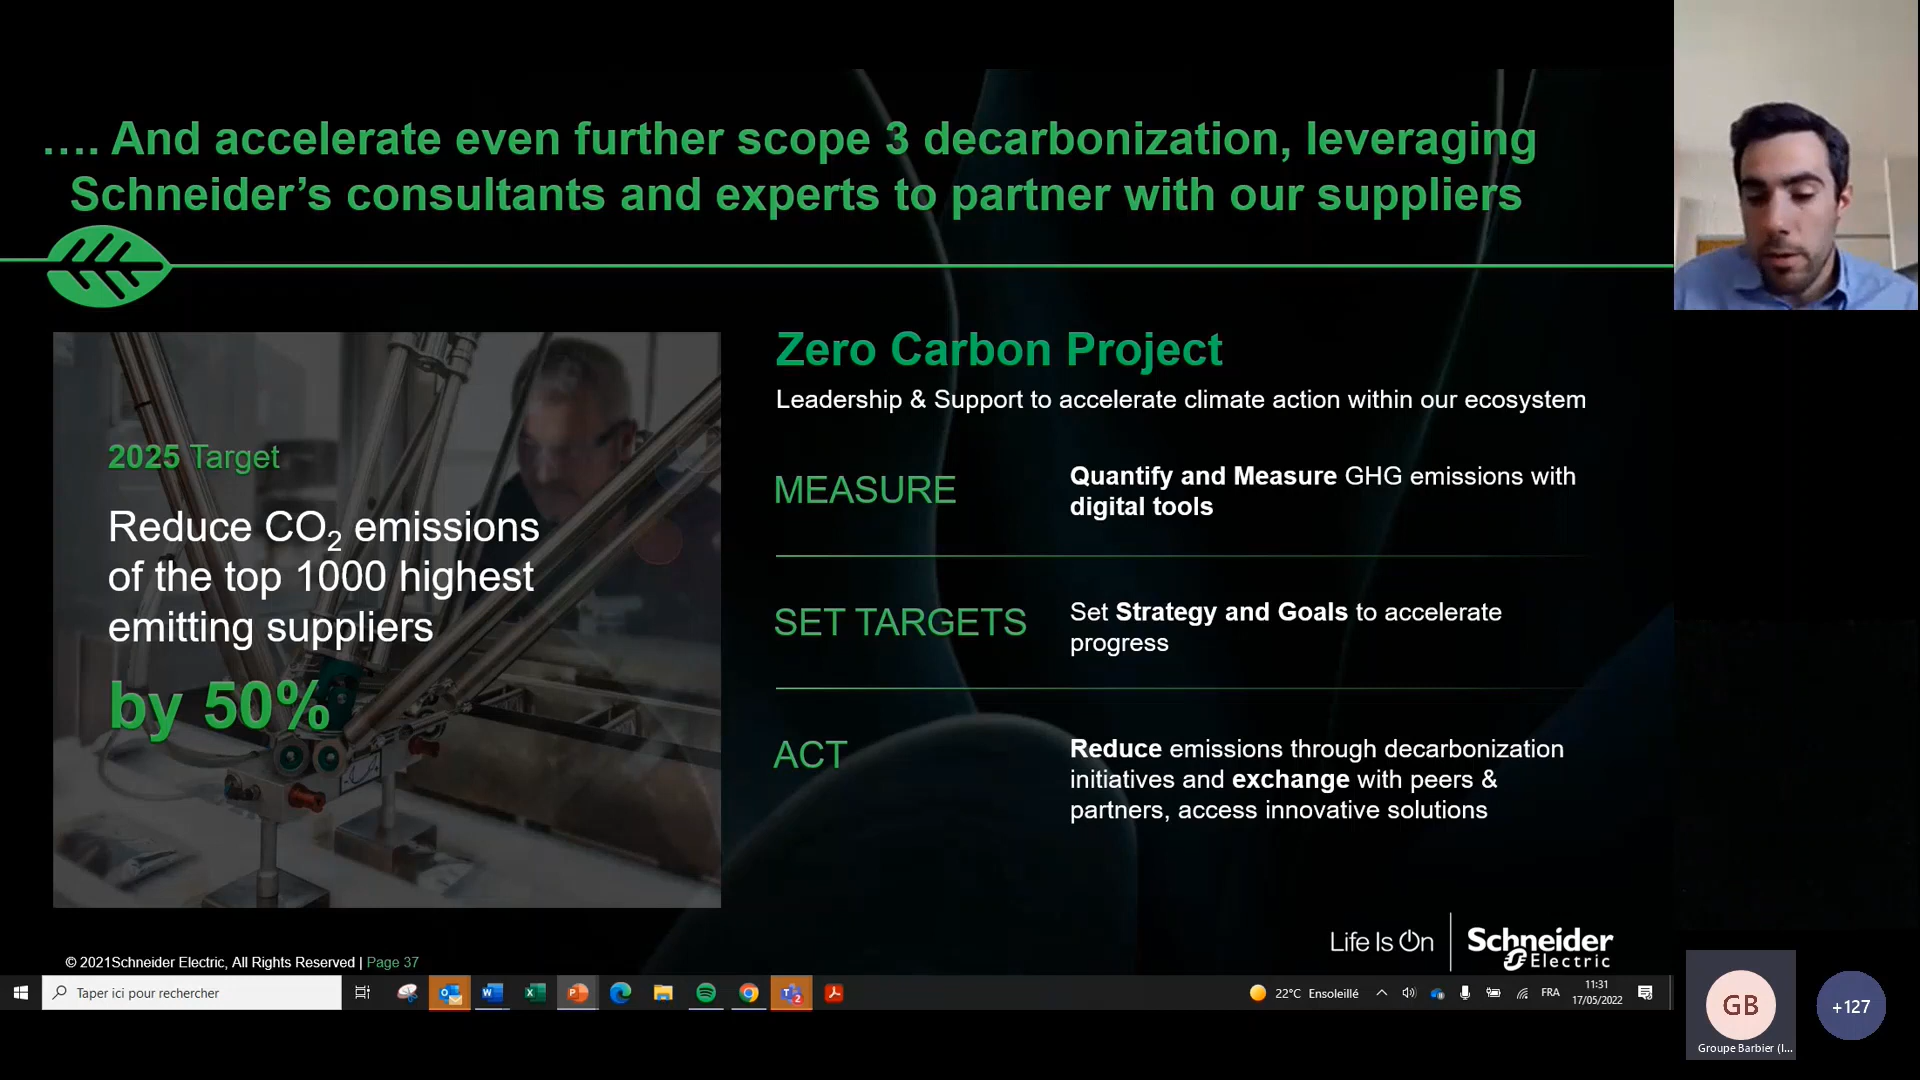 …. And accelerate even further scope 3 decarbonization, leveraging
Schneider’s consultants and experts to partner with our suppliers
2025 Target
Reduce CO₂ emissions
of the top 1000 highest
emitting suppliers
by 50%
Zero Carbon Project
Leadership & Support to accelerate climate action within our ecosystem
MEASURE
Quantify and Measure GHG emissions with
digital tools
SET TARGETS
Set Strategy and Goals to accelerate
progress
ACT
Reduce emissions through decarbonization
initiatives and exchange with peers &
partners, access innovative solutions
Life Is On
Schneider
Electric
© 2021Schneider Electric, All Rights Reserved | Page 37
Taper ici pour rechercher
22°C Ensoleillé
FRA
11:31
17/05/2022
GB
Groupe Barbier (I...
+127